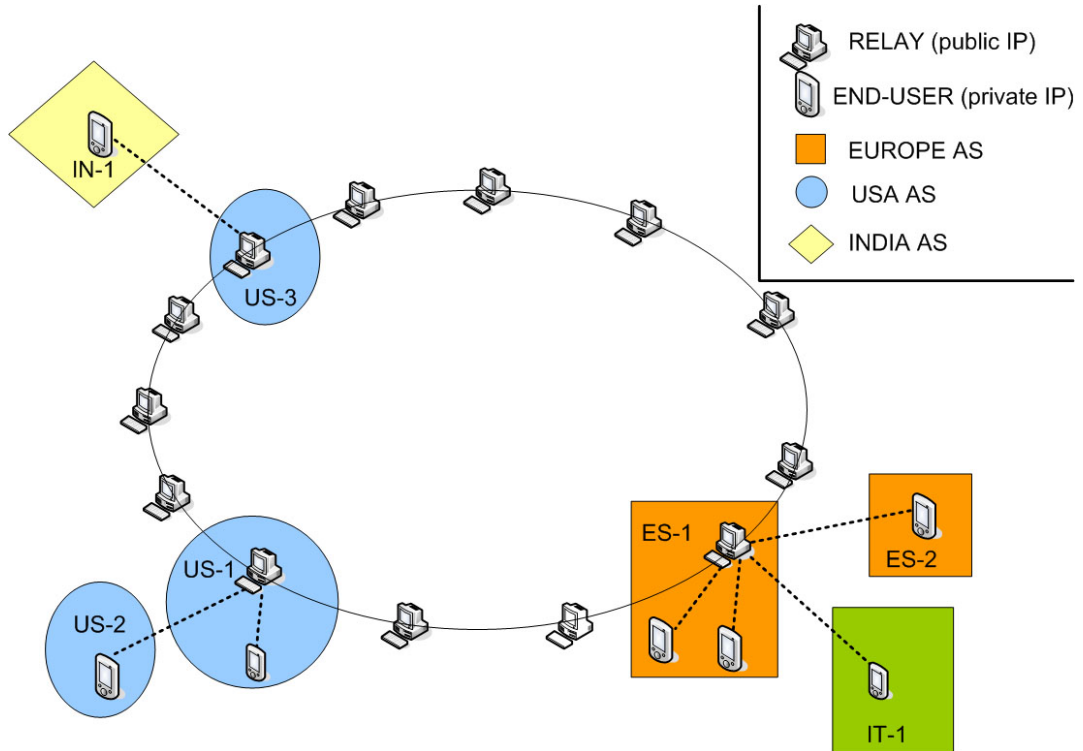 RELAY (public IP)
END-USER (private IP)
EUROPE AS
USA AS
INDIA AS
IN-1
US-3
US-1
US-2
ES-1
ES-2
IT-1